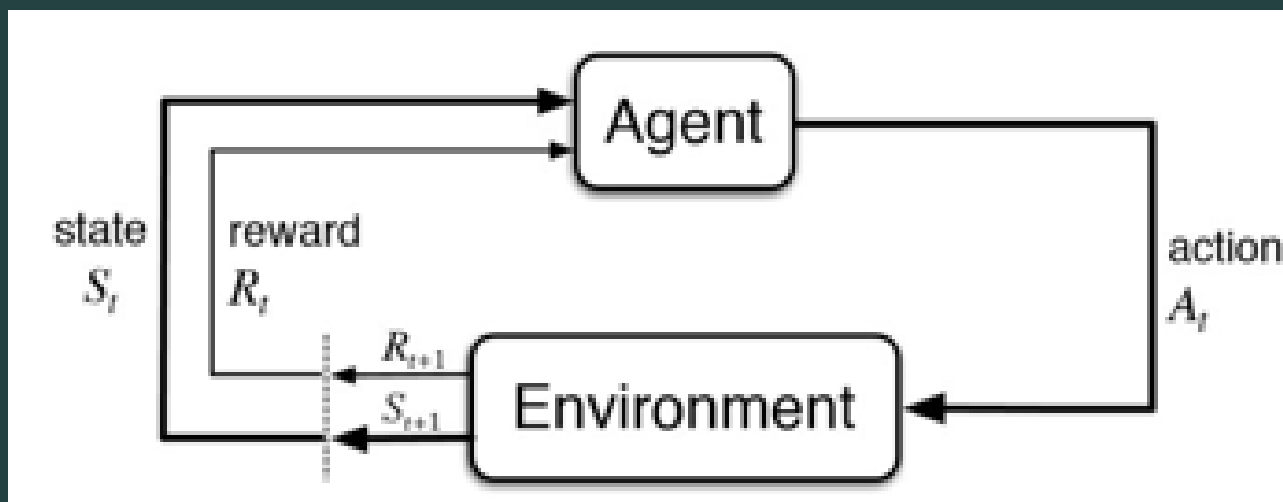 Agent
state
S_t
reward
R_t
action
A_t
R_{t+1}
S_{t+1}
Environment